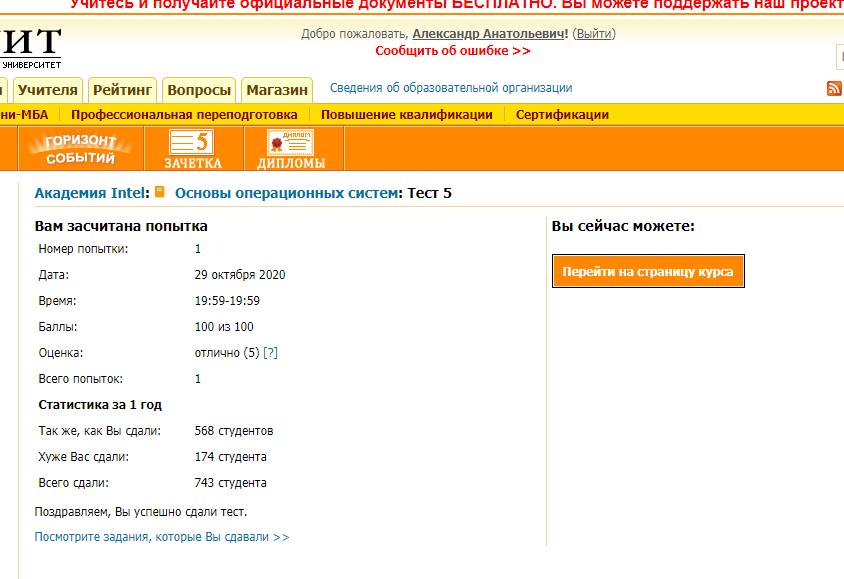 Учитесь и получайте официальные документы БЕСПЛАТНО. Вы можете поддержать наш проект
ИТ
УНИВЕРСИТЕТ
Добро пожаловать, Александр Анатольевич! (Выйти)
Сообщить об ошибке >>
Учителя Рейтинг Вопросы Магазин Сведения об образовательной организации
ни-МБА Профессиональная переподготовка Повышение квалификации Сертификации
ГОРИЗОНТ
СОБЫТИЙ
5
ЗАЧЕТКА
ДИПЛОМ
ДИПЛОМЫ
Академия Intel: Основы операционных систем: Тест 5
Вам засчитана попытка
Номер попытки: 1
Дата: 29 октября 2020
Время: 19:59-19:59
Баллы: 100 из 100
Оценка: отлично (5) [?]
Всего попыток: 1
Статистика за 1 год
Так же, как Вы сдали: 568 студентов
Хуже Вас сдали: 174 студента
Всего сдали: 743 студента
Поздравляем, Вы успешно сдали тест.
Посмотрите задания, которые Вы сдавали >>
Вы сейчас можете:
Перейти на страницу курса